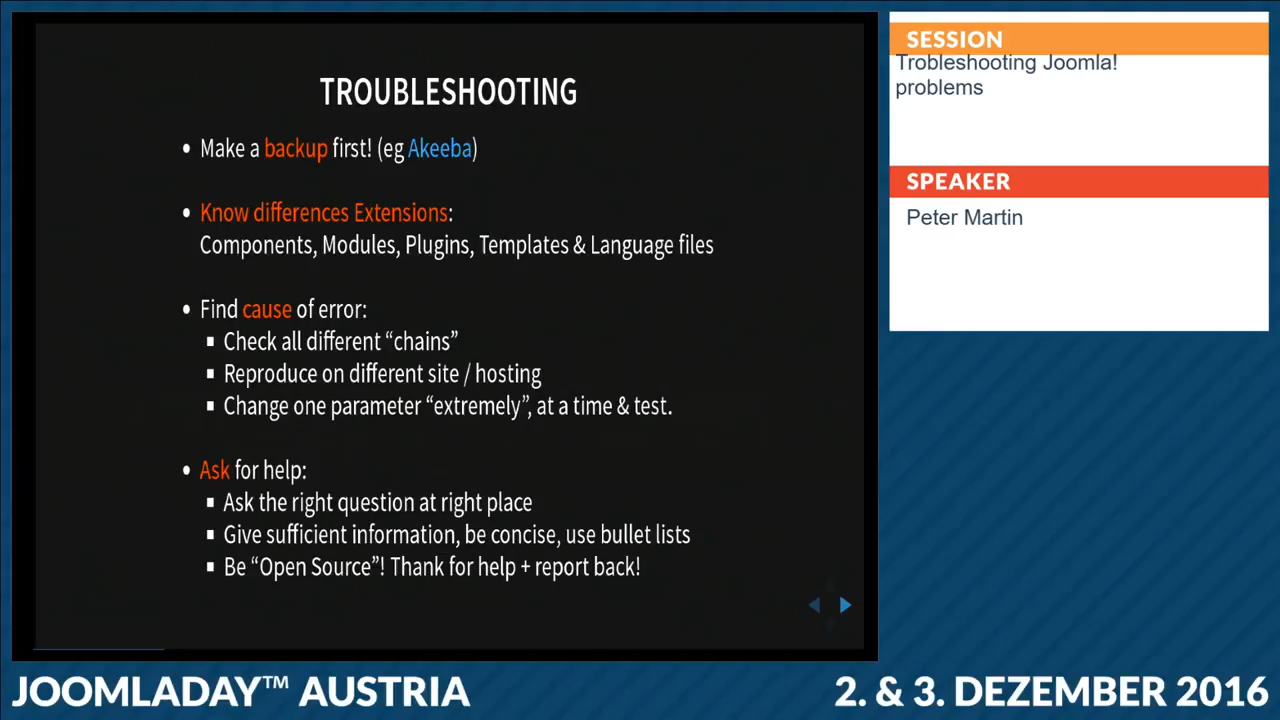 TROUBLESHOOTING
• Make a backup first! (eg Akeeba)
• Know differences Extensions:
Components, Modules, Plugins, Templates & Language files
• Find cause of error:
▪ Check all different “chains”
▪ Reproduce on different site / hosting
▪ Change one parameter “extremely”, at a time & test.
• Ask for help:
▪ Ask the right question at right place
▪ Give sufficient information, be concise, use bullet lists
▪ Be “Open Source”! Thank for help + report back!
SESSION
Trobleshooting Joomla!
problems
SPEAKER
Peter Martin
JOOMLADAY™ AUSTRIA
2. & 3. DEZEMBER 2016